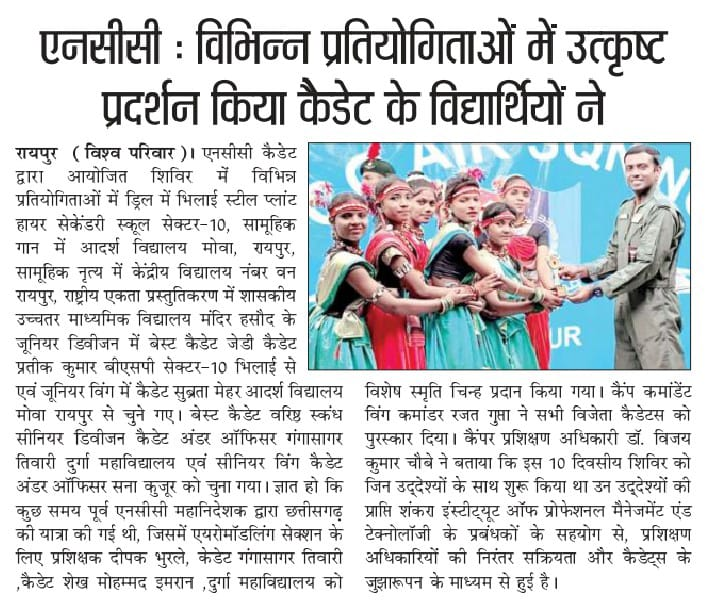 एनसीसी : विभिन्न प्रतियोगिताओं में उत्कृष्ट
प्रदर्शन किया कैडेट के विद्यार्थियों ने
रायपुर (विश्व परिवार)। एनसीसी कैडेट
द्वारा आयोजित शिविर में विभिन्न
प्रतियोगिताओं में ड्रिल में भिलाई स्टील प्लांट
हायर सेकेंडरी स्कूल सेक्टर-10, सामूहिक
गान में आदर्श विद्यालय मोवा, रायपुर,
सामूहिक नृत्य में केंद्रीय विद्यालय नंबर वन
रायपुर, राष्ट्रीय एकता प्रस्तुतिकरण में शासकीय
उच्चतर माध्यमिक विद्यालय मंदिर हसौद के
जूनियर डिवीजन में बेस्ट कैडेट जेडी कैडेट
प्रतीक कुमार बीएसपी सेक्टर-10 भिलाई से
एवं जूनियर विंग में कैडेट सुब्रता मेहर आदर्श विद्यालय
मोवा रायपुर से चुने गए। बेस्ट कैडेट वरिष्ठ स्कंध
सीनियर डिवीजन कैडेट अंडर ऑफिसर गंगासागर
तिवारी दुर्गा महाविद्यालय एवं सीनियर विंग कैडेट
अंडर ऑफिसर सना कुजूर को चुना गया। ज्ञात हो कि
कुछ समय पूर्व एनसीसी महानिदेशक द्वारा छत्तीसगढ़
की यात्रा की गई थी, जिसमें एयरोमॉडलिंग सेक्शन के
लिए प्रशिक्षक दीपक भुरले, केडेट गंगासागर तिवारी
,कैडेट शेख मोहम्मद इमरान ,दुर्गा महाविद्यालय को
विशेष स्मृति चिन्ह प्रदान किया गया। कैंप कमांडेंट
विंग कमांडर रजत गुप्ता ने सभी विजेता कैडेटस को
पुरस्कार दिया। कैंपर प्रशिक्षण अधिकारी डॉ. विजय
कुमार चौबे ने बताया कि इस 10 दिवसीय शिविर को
जिन उद्देश्यों के साथ शुरू किया था उन उद्देश्यों की
प्राप्ति शंकरा इंस्टीट्यूट ऑफ प्रोफेशनल मैनेजमेंट एंड
टेक्नोलॉजी के प्रबंधकों के सहयोग से, प्रशिक्षण
अधिकारियों की निरंतर सक्रियता और कैडेट्स के
जुझारूपन के माध्यम से हुई है।
AIR SQN N
UR